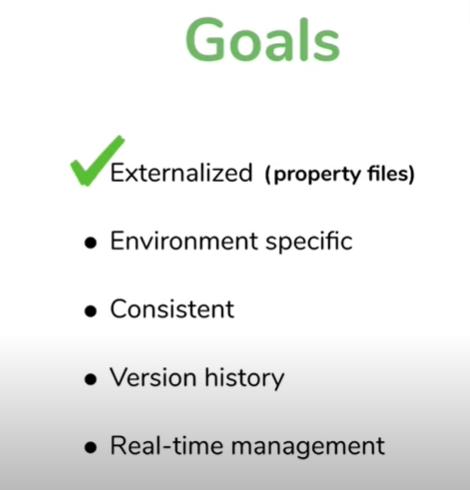 Goals
Externalized (property files)
Environment specific
Consistent
Version history
Real-time management